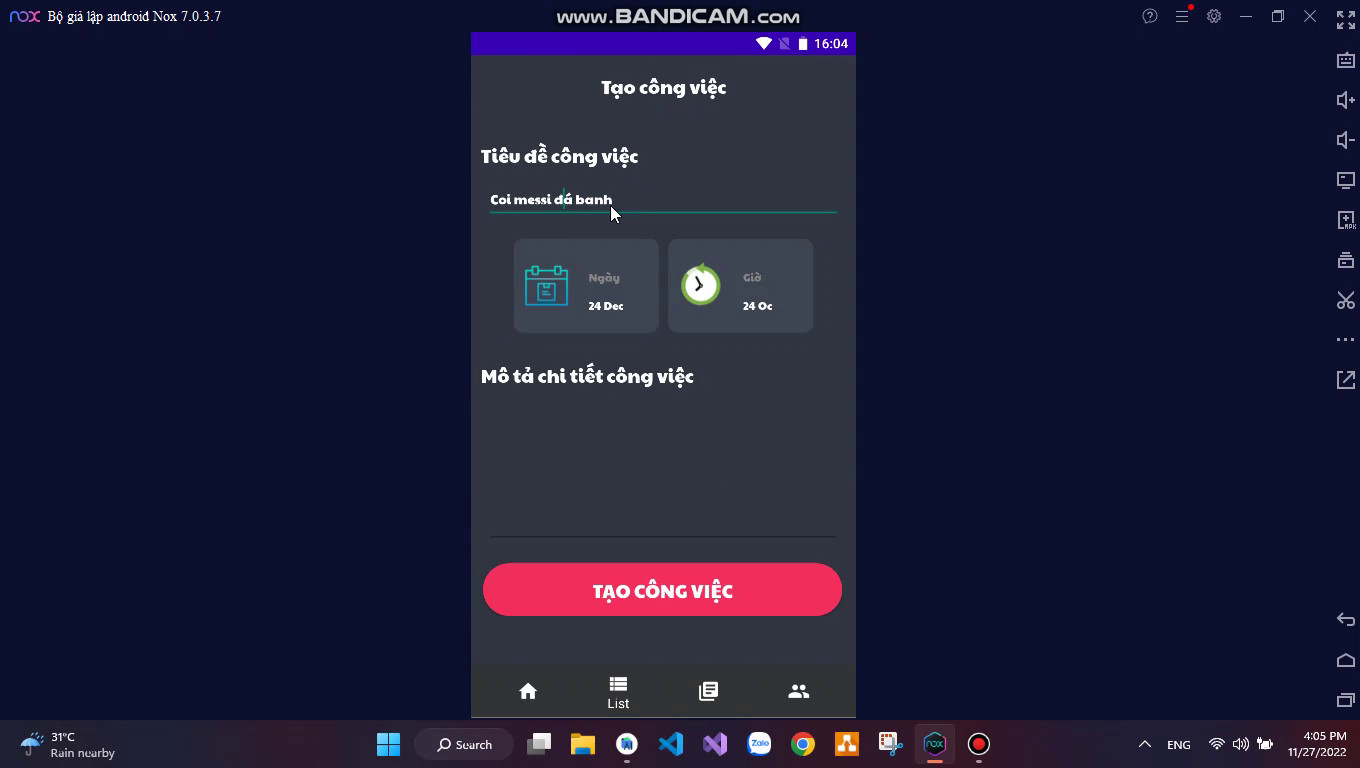 nox Bộ giả lập android Nox 7.0.3.7
www.BANDICAM.com
16:04
Tạo công việc
Tiêu đề công việc
Coi messi đá banh
Ngày
24 Dec
Giờ
24 Oc
Mô tả chi tiết công việc
TẠO CÔNG VIỆC
List
31°C
Rain nearby
Search
Zalo
nox
ENG
4:05 PM
11/27/2022